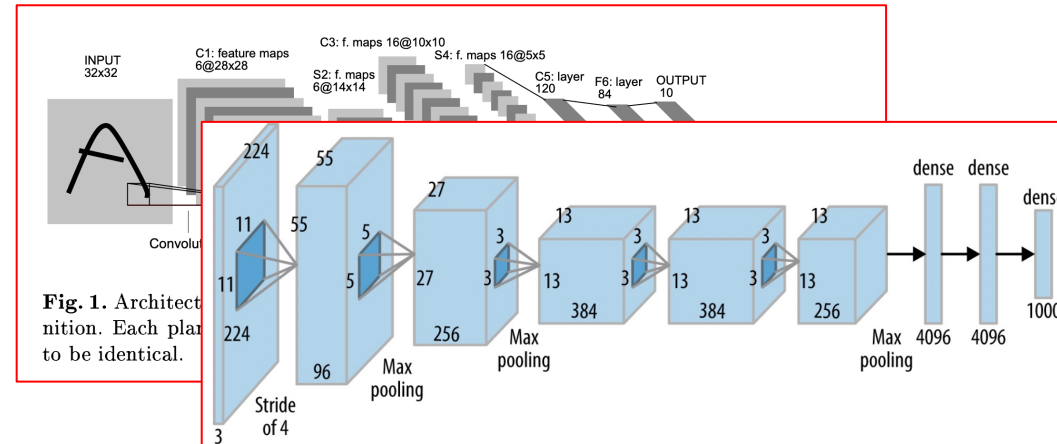 INPUT
32x32
C1: feature maps
6@28x28
S2: f. maps
6@14x14
C3: f. maps 16@10x10
S4: f. maps 16@5x5
C5: layer
120
F6: layer
84
OUTPUT
10
Fig. 1. Architect
nition. Each plan
to be identical.
224
11
11
224
3
Stride
of 4
55
55
5
5
96
Max
pooling
27
27
3
3
256
Max
pooling
13
13
3
3
384
13
13
3
3
384
13
13
256
Max
pooling
dense
4096
dense
4096
dense
1000